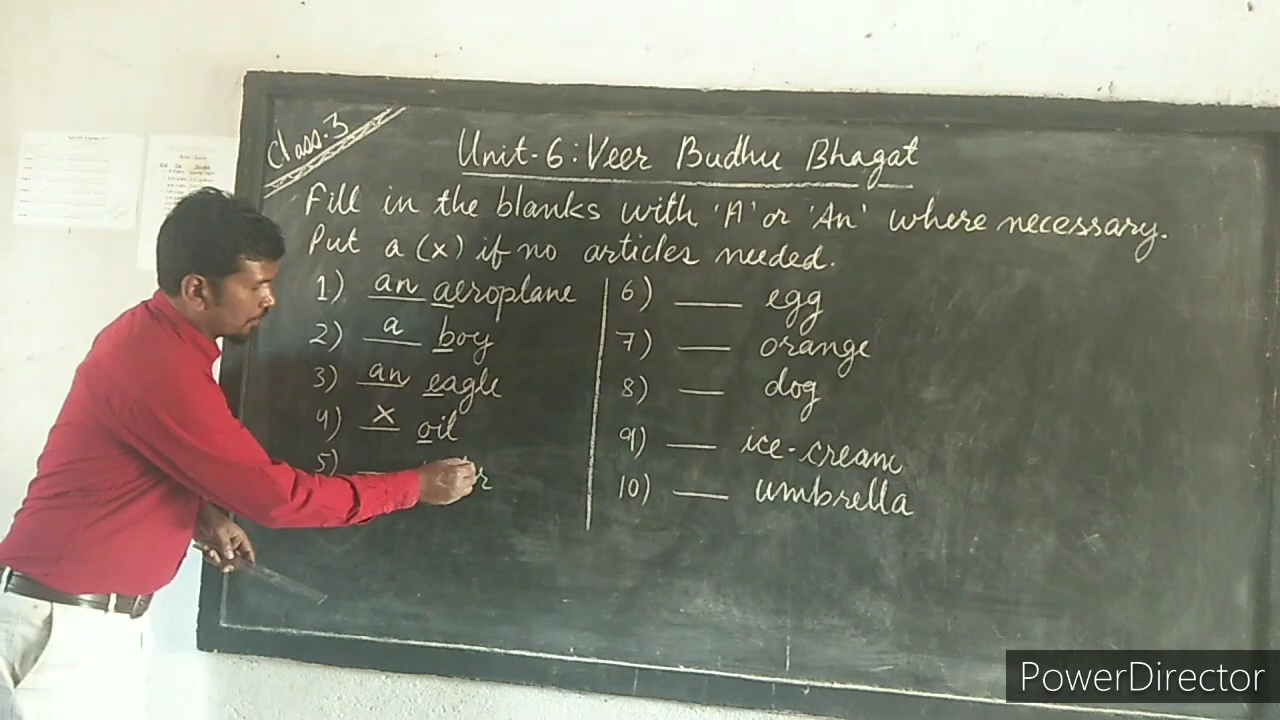 Class.3
Unit-6: Veer Budhu Bhagat
Fill in the blanks with 'A' or 'An' where necessary.
Put a (x) if no articles needed.
1) an aeroplane
2) a boy
3) an eagle
4) x oil
5) __
6) ___ egg
7) ___ orange
8) ___ dog
9) ___ ice-cream
10) ___ umbrella
PowerDirector